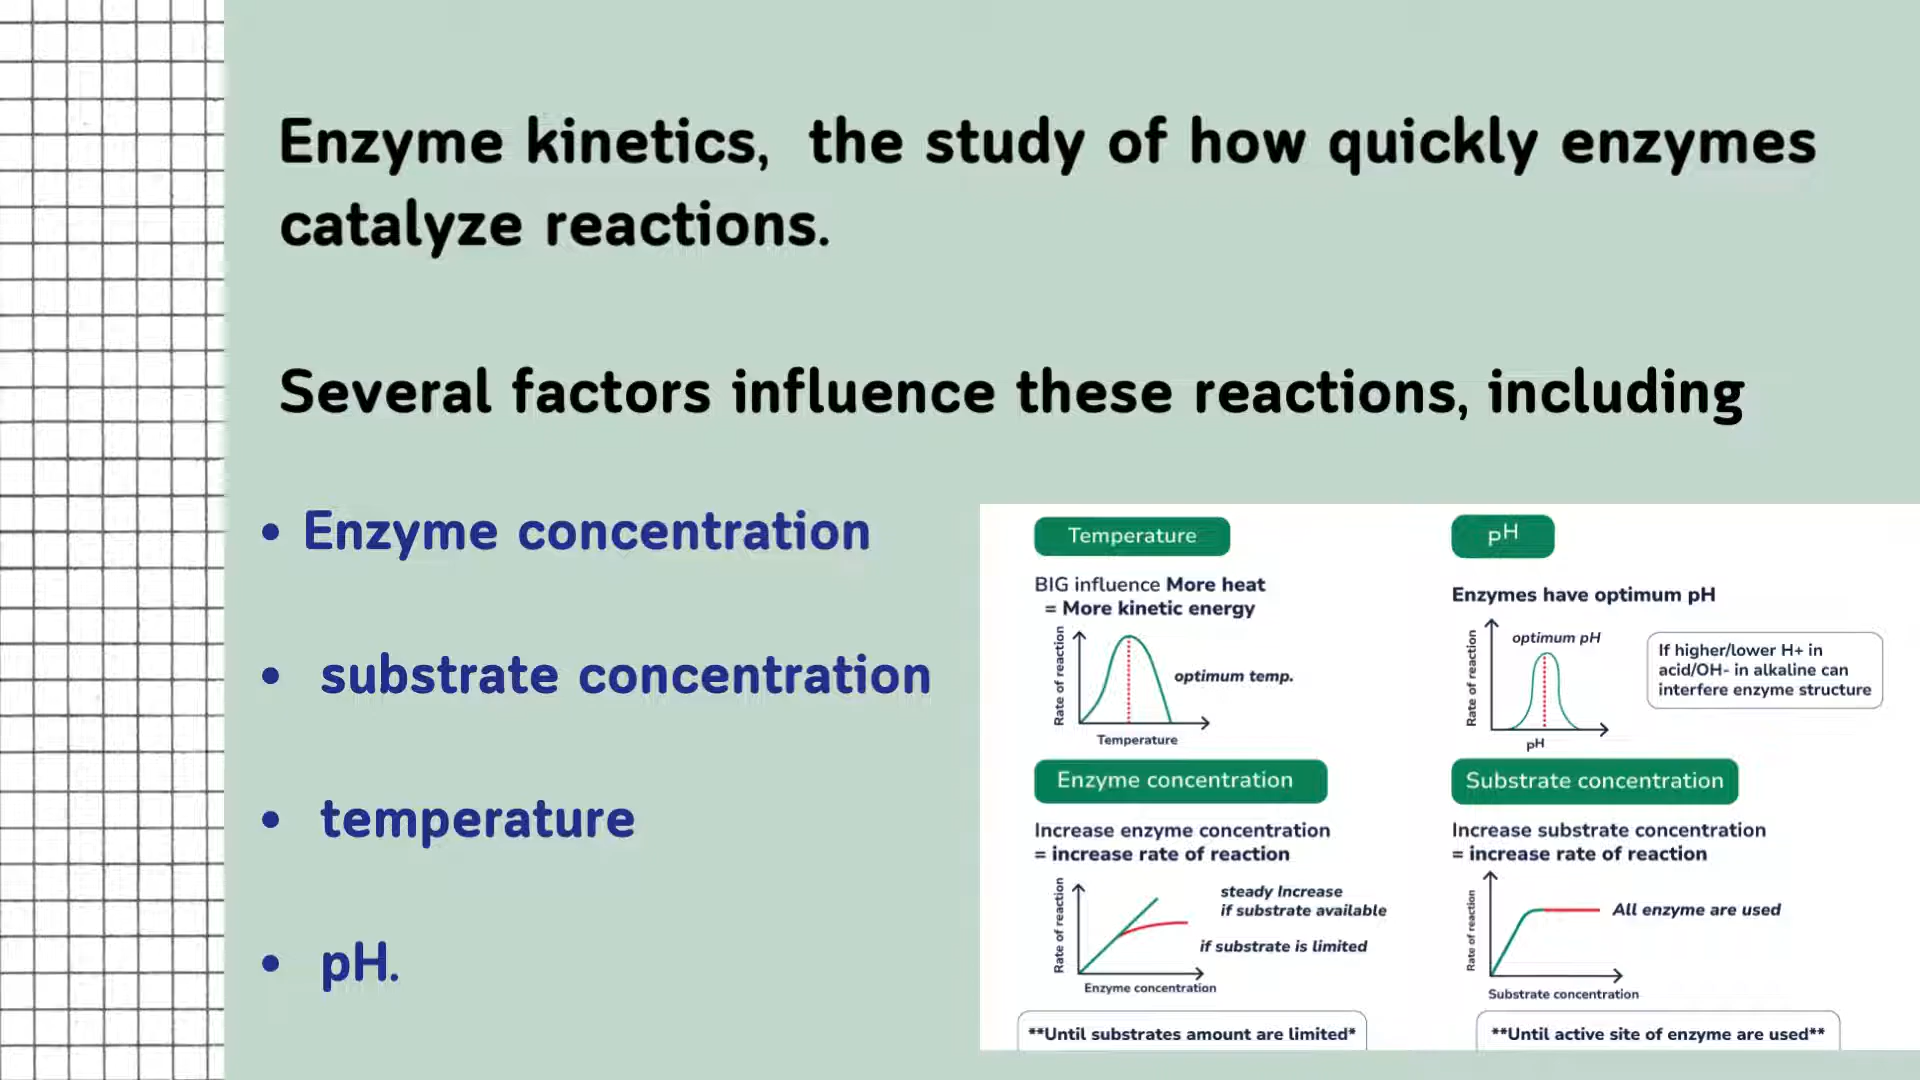 Enzyme kinetics, the study of how quickly enzymes
catalyze reactions.
Several factors influence these reactions, including
• Enzyme concentration
• substrate concentration
• temperature
• pH.
Temperature
BIG influence More heat
= More kinetic energy
Rate of reaction
optimum temp.
Temperature
pH
Enzymes have optimum pH
Rate of reaction
optimum pH
pH
If higher/lower H+ in
acid/OH- in alkaline can
interfere enzyme structure
Enzyme concentration
Increase enzyme concentration
= increase rate of reaction
Rate of reaction
steady Increase
if substrate available
if substrate is limited
Enzyme concentration
**Until substrates amount are limited*
Substrate concentration
Increase substrate concentration
= increase rate of reaction
Rate of reaction
All enzyme are used
Substrate concentration
**Until active site of enzyme are used**